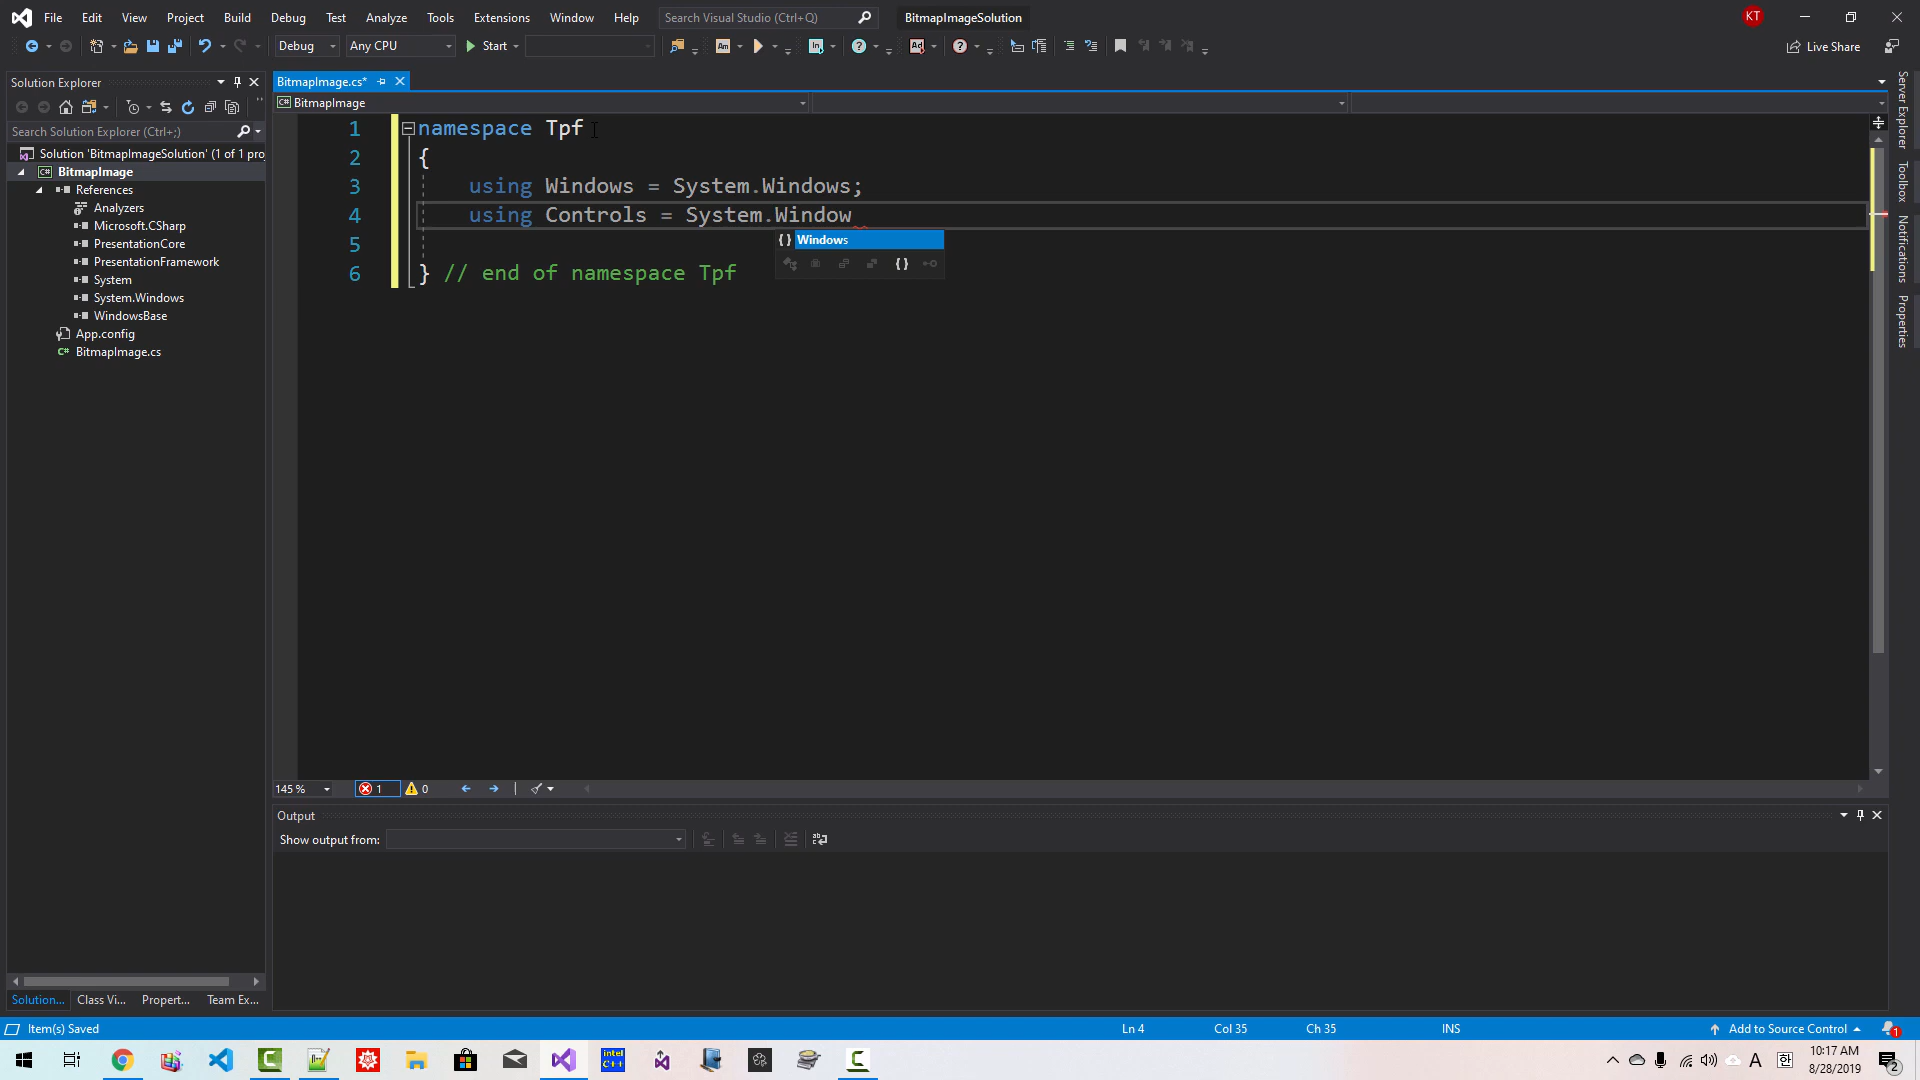 File Edit View Project Build Debug Test Analyze Tools Extensions Window Help Search Visual Studio (Ctrl+Q) BitmapImageSolution KT
Debug Any CPU Start Live Share
Solution Explorer
BitmapImage.cs*
BitmapImage
Search Solution Explorer (Ctrl+;)
Solution 'BitmapImageSolution' (1 of 1 proj
BitmapImage
References
Analyzers
Microsoft.CSharp
PresentationCore
PresentationFramework
System
System.Windows
WindowsBase
App.config
BitmapImage.cs
1 namespace Tpf
2 {
3 using Windows = System.Windows;
4 using Controls = System.Window
5
6 } // end of namespace Tpf
{ } Windows
Server Explorer
Toolbox
Notifications
Properties
145 % 1 0
Output
Show output from:
Solution... Class Vi... Propert... Team Ex...
Item(s) Saved Ln 4 Col 35 Ch 35 INS Add to Source Control 1
intel C++
A 한 10:17 AM
8/28/2019
2